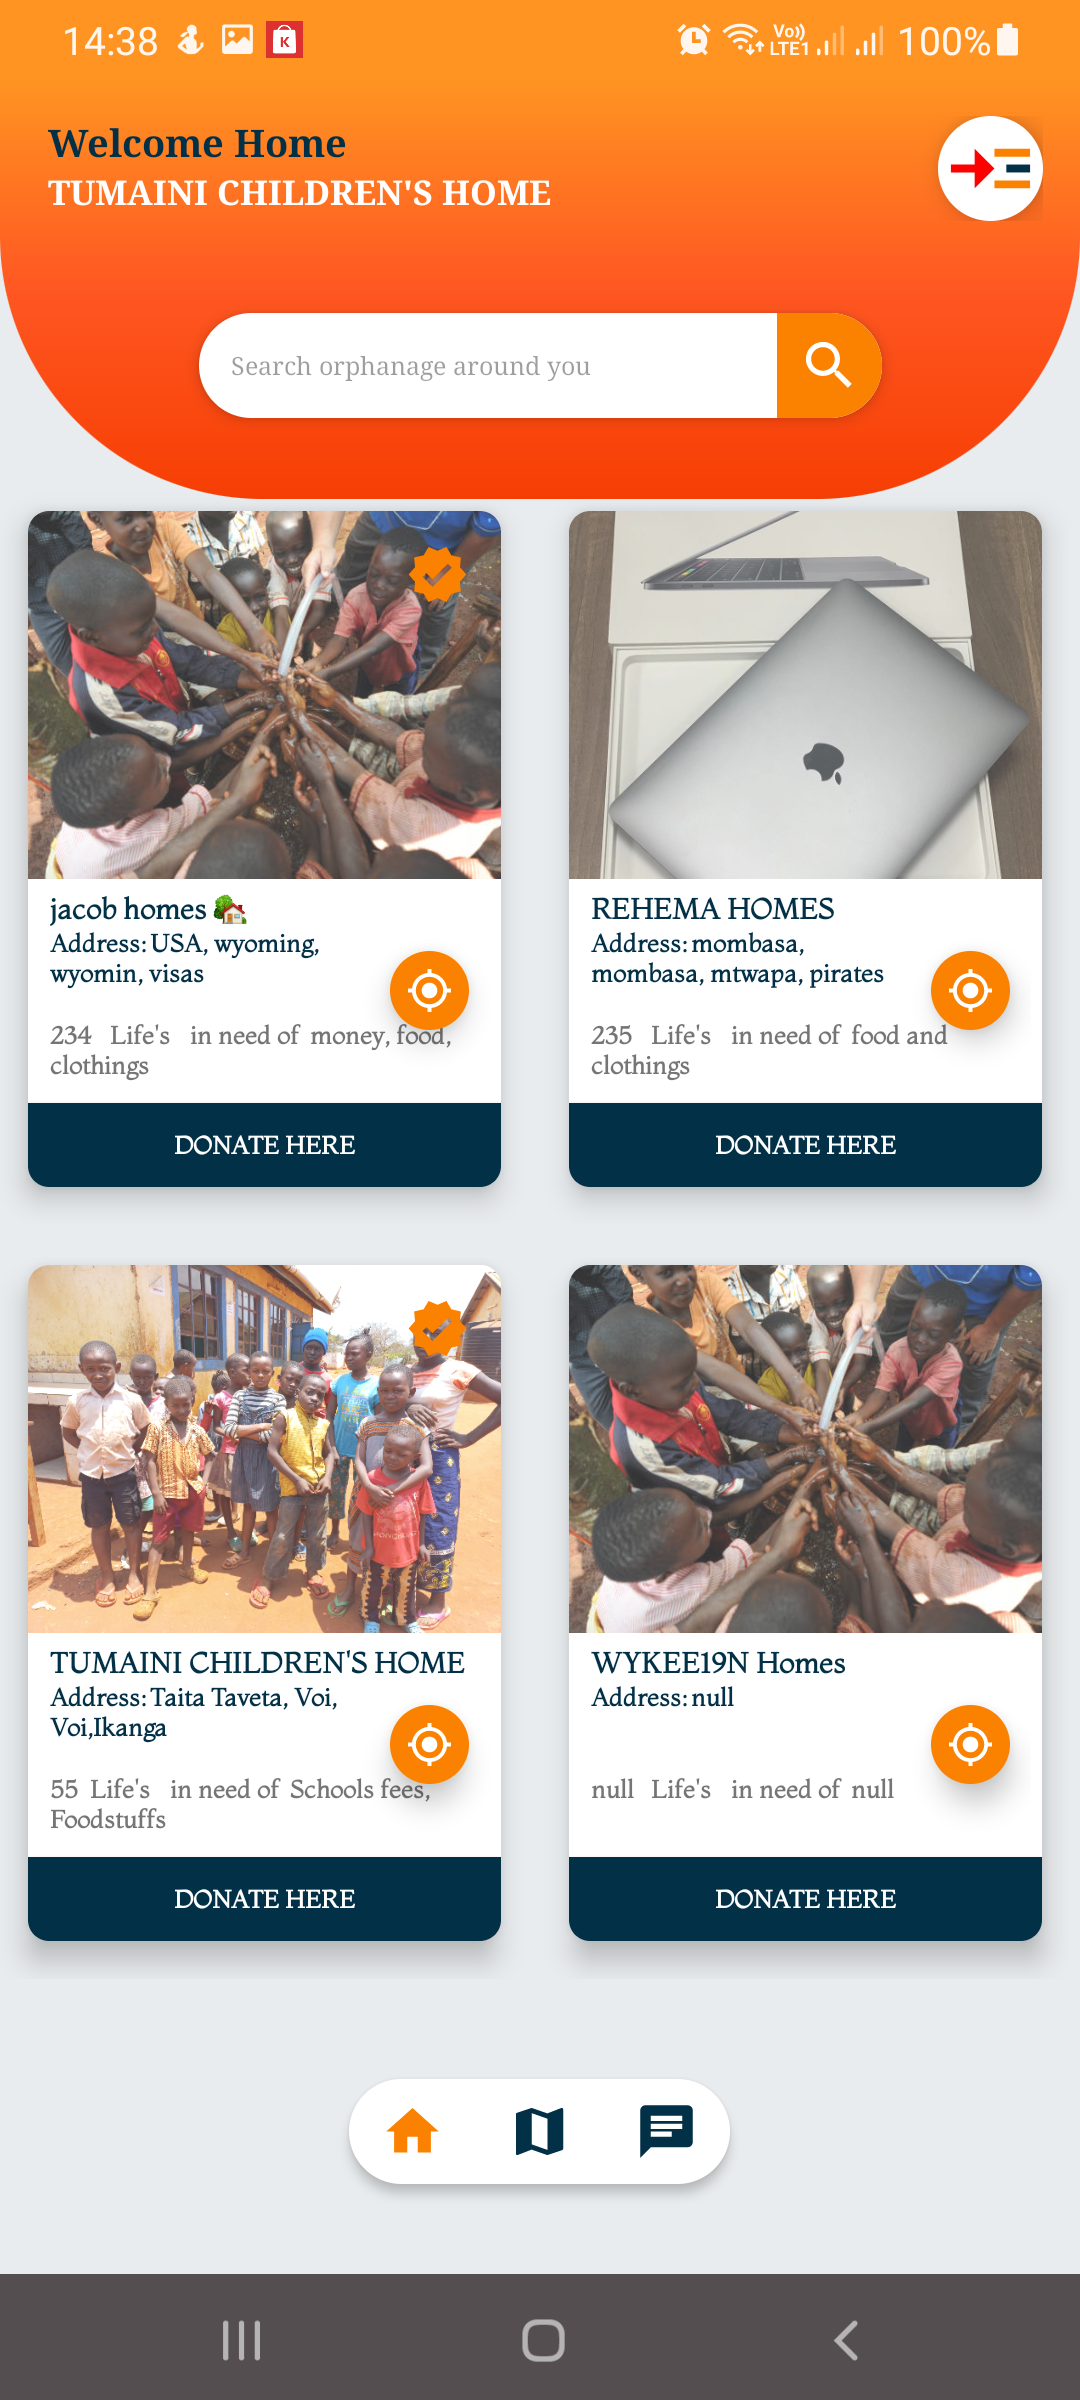 14:38
K
Vo))
LTE1
100%
Welcome Home
TUMAINI CHILDREN'S HOME
Search orphanage around you
jacob homes 🏡
Address: USA, wyoming,
wyomin, visas
234 Life's in need of money, food,
clothings
DONATE HERE
REHEMA HOMES
Address: mombasa,
mombasa, mtwapa, pirates
235 Life's in need of food and
clothings
DONATE HERE
TUMAINI CHILDREN'S HOME
Address: Taita Taveta, Voi,
Voi,Ikanga
55 Life's in need of Schools fees,
Foodstuffs
DONATE HERE
WYKEE19N Homes
Address: null
null Life's in need of null
DONATE HERE